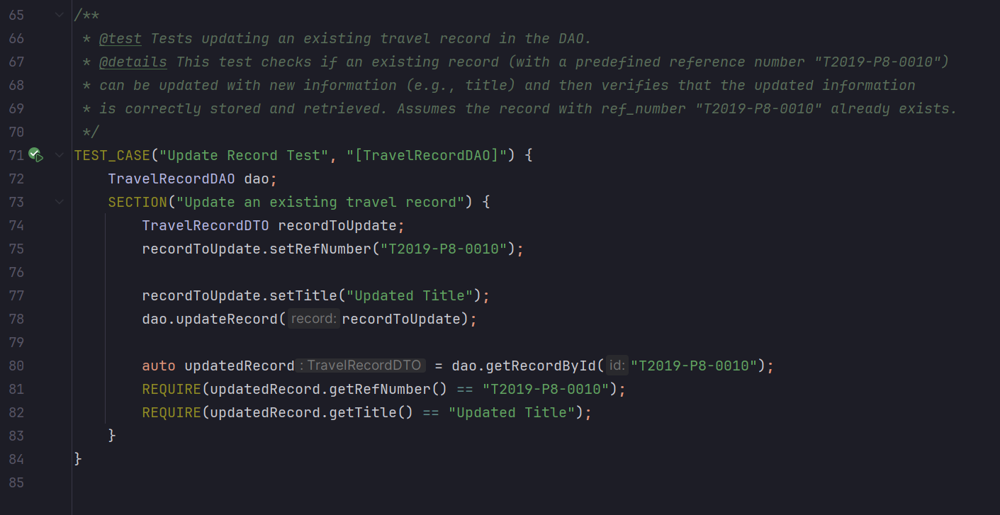 65 /**
66 * @test Tests updating an existing travel record in the DAO.
67 * @details This test checks if an existing record (with a predefined reference number "T2019-P8-0010")
68 * can be updated with new information (e.g., title) and then verifies that the updated information
69 * is correctly stored and retrieved. Assumes the record with ref_number "T2019-P8-0010" already exists.
70 */
71 TEST_CASE("Update Record Test", "[TravelRecordDAO]") {
72 TravelRecordDAO dao;
73 SECTION("Update an existing travel record") {
74 TravelRecordDTO recordToUpdate;
75 recordToUpdate.setRefNumber("T2019-P8-0010");
76
77 recordToUpdate.setTitle("Updated Title");
78 dao.updateRecord( record: recordToUpdate);
79
80 auto updatedRecord : TravelRecordDTO = dao.getRecordById( id: "T2019-P8-0010");
81 REQUIRE(updatedRecord.getRefNumber() == "T2019-P8-0010");
82 REQUIRE(updatedRecord.getTitle() == "Updated Title");
83 }
84 }
85